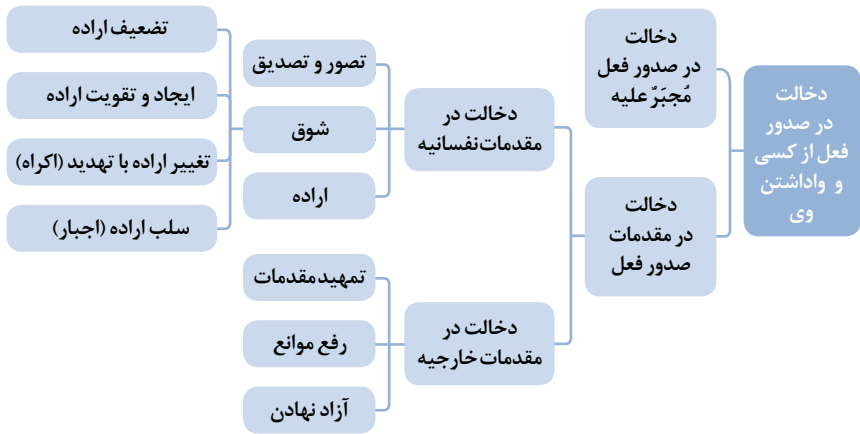 دخالت
در صدور
فعل از کسی
و واداشتن
وی
دخالت
در صدور فعل
مُجبَرٌ علیه
دخالت
در مقدمات
صدور فعل
دخالت در
مقدمات نفسانیه
دخالت در
مقدمات خارجیه
تصور و تصدیق
شوق
اراده
تمهید مقدمات
رفع موانع
آزاد نهادن
تضعیف اراده
ایجاد و تقویت اراده
تغییر اراده با تهدید (اکراه)
سلب اراده (اجبار)